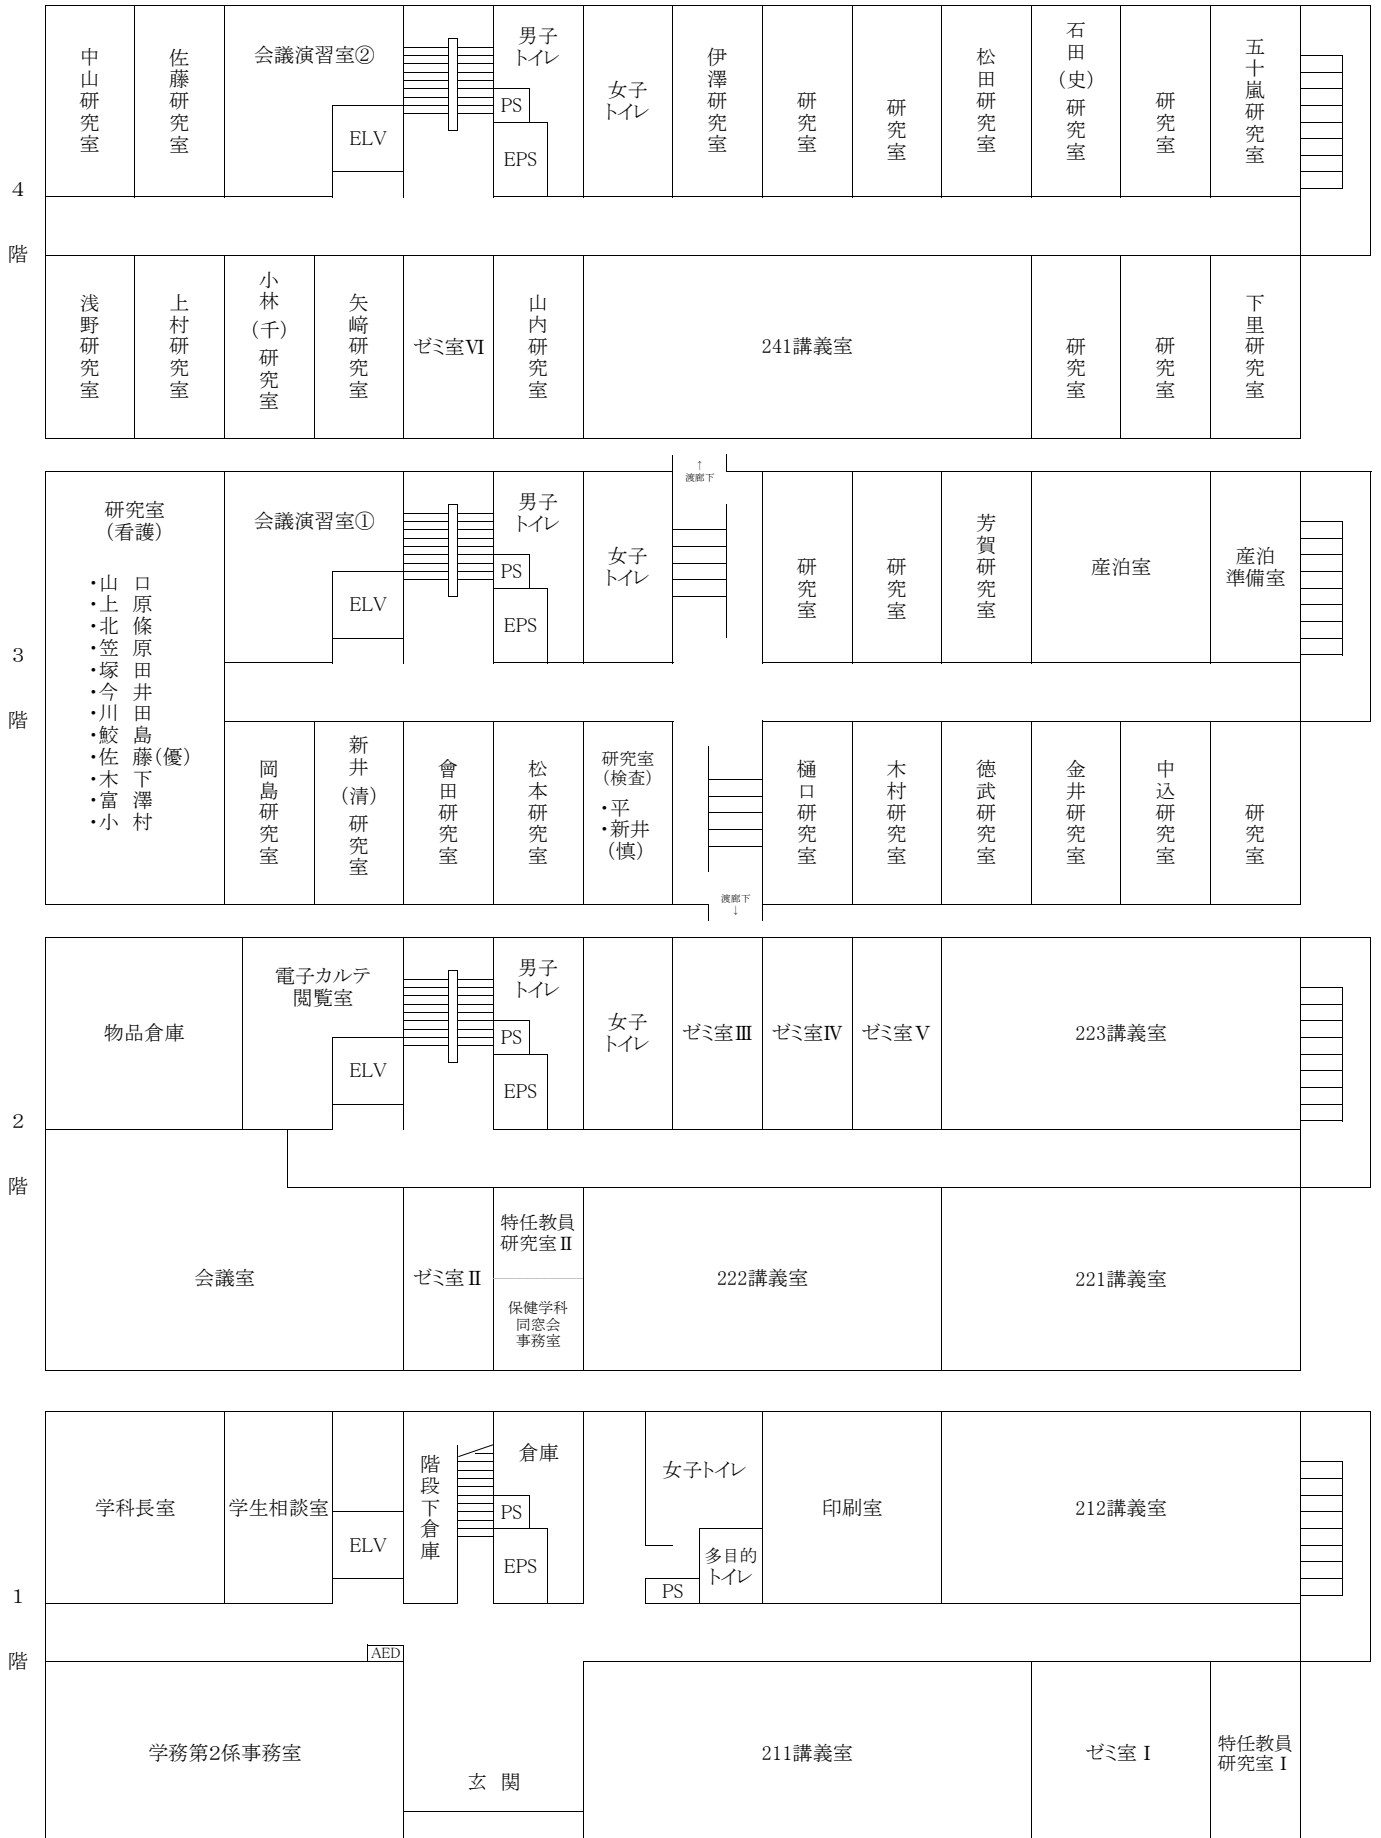 4
階
中山研究室
佐藤研究室
会議演習室②
ELV
男子
トイレ
PS
EPS
女子
トイレ
伊澤研究室
研究室
研究室
松田研究室
石田(史)研究室
研究室
五十嵐研究室
浅野研究室
上村研究室
小林(千)研究室
矢﨑研究室
ゼミ室Ⅵ
山内研究室
241講義室
研究室
研究室
下里研究室
3
階
研究室
(看護)
・山　口
・上　原
・北　條
・笠　原
・塚　田
・今　井
・川　田
・鮫　島
・佐　藤(優)
・木　下
・富　澤
・小　村
会議演習室①
ELV
男子
トイレ
PS
EPS
女子
トイレ
↑
渡廊下
研究室
研究室
芳賀研究室
産泊室
産泊
準備室
岡島研究室
新井(清)研究室
會田研究室
松本研究室
研究室
(検査)
・平
・新井
(慎)
渡廊下
↓
樋口研究室
木村研究室
徳武研究室
金井研究室
中込研究室
研究室
2
階
物品倉庫
電子カルテ
閲覧室
ELV
男子
トイレ
PS
EPS
女子
トイレ
ゼミ室Ⅲ
ゼミ室Ⅳ
ゼミ室Ⅴ
223講義室
会議室
ゼミ室Ⅱ
特任教員
研究室Ⅱ
保健学科
同窓会
事務室
222講義室
221講義室
1
階
学科長室
学生相談室
ELV
階段下倉庫
倉庫
PS
EPS
女子トイレ
多目的
トイレ
PS
印刷室
212講義室
AED
学務第2係事務室
玄　関
211講義室
ゼミ室Ⅰ
特任教員
研究室Ⅰ